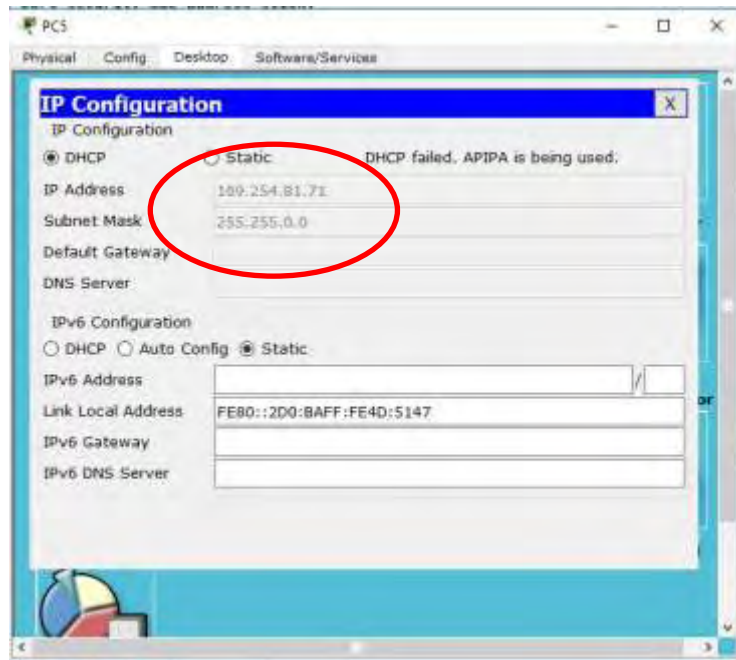 PC5
Physical Config Desktop Software/Services
IP Configuration X
IP Configuration
DHCP Static DHCP failed. APIPA is being used.
IP Address 169.254.81.71
Subnet Mask 255.255.0.0
Default Gateway
DNS Server
IPv6 Configuration
DHCP Auto Config Static
IPv6 Address /
Link Local Address FE80::2D0:BAFF:FE4D:5147
IPv6 Gateway
IPv6 DNS Server
or